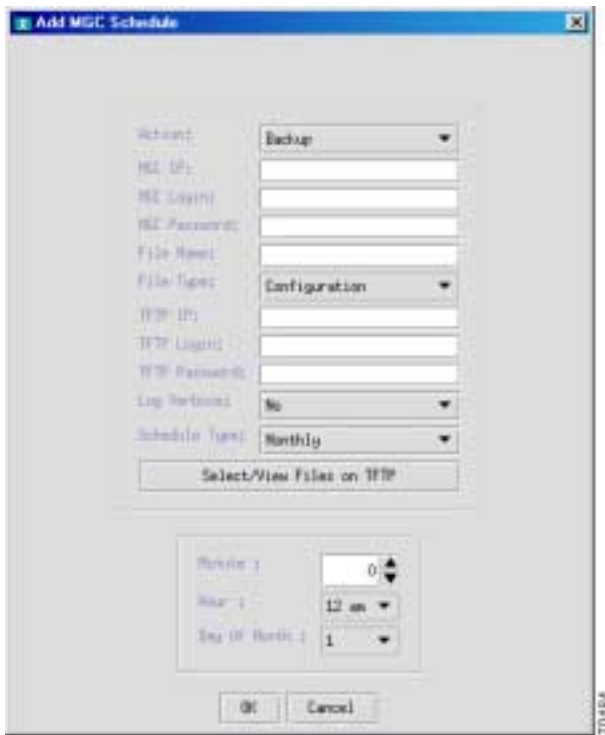 Add MGC Schedule
Action: Backup
MGC IP:
MGC Login:
MGC Password:
File Name:
File Type: Configuration
TFTP IP:
TFTP Login:
TFTP Password:
Log Verbose: No
Schedule Type: Monthly
Select/View Files on TFTP
Minute : 0
Hour : 12 am
Day Of Month : 1
OK Cancel